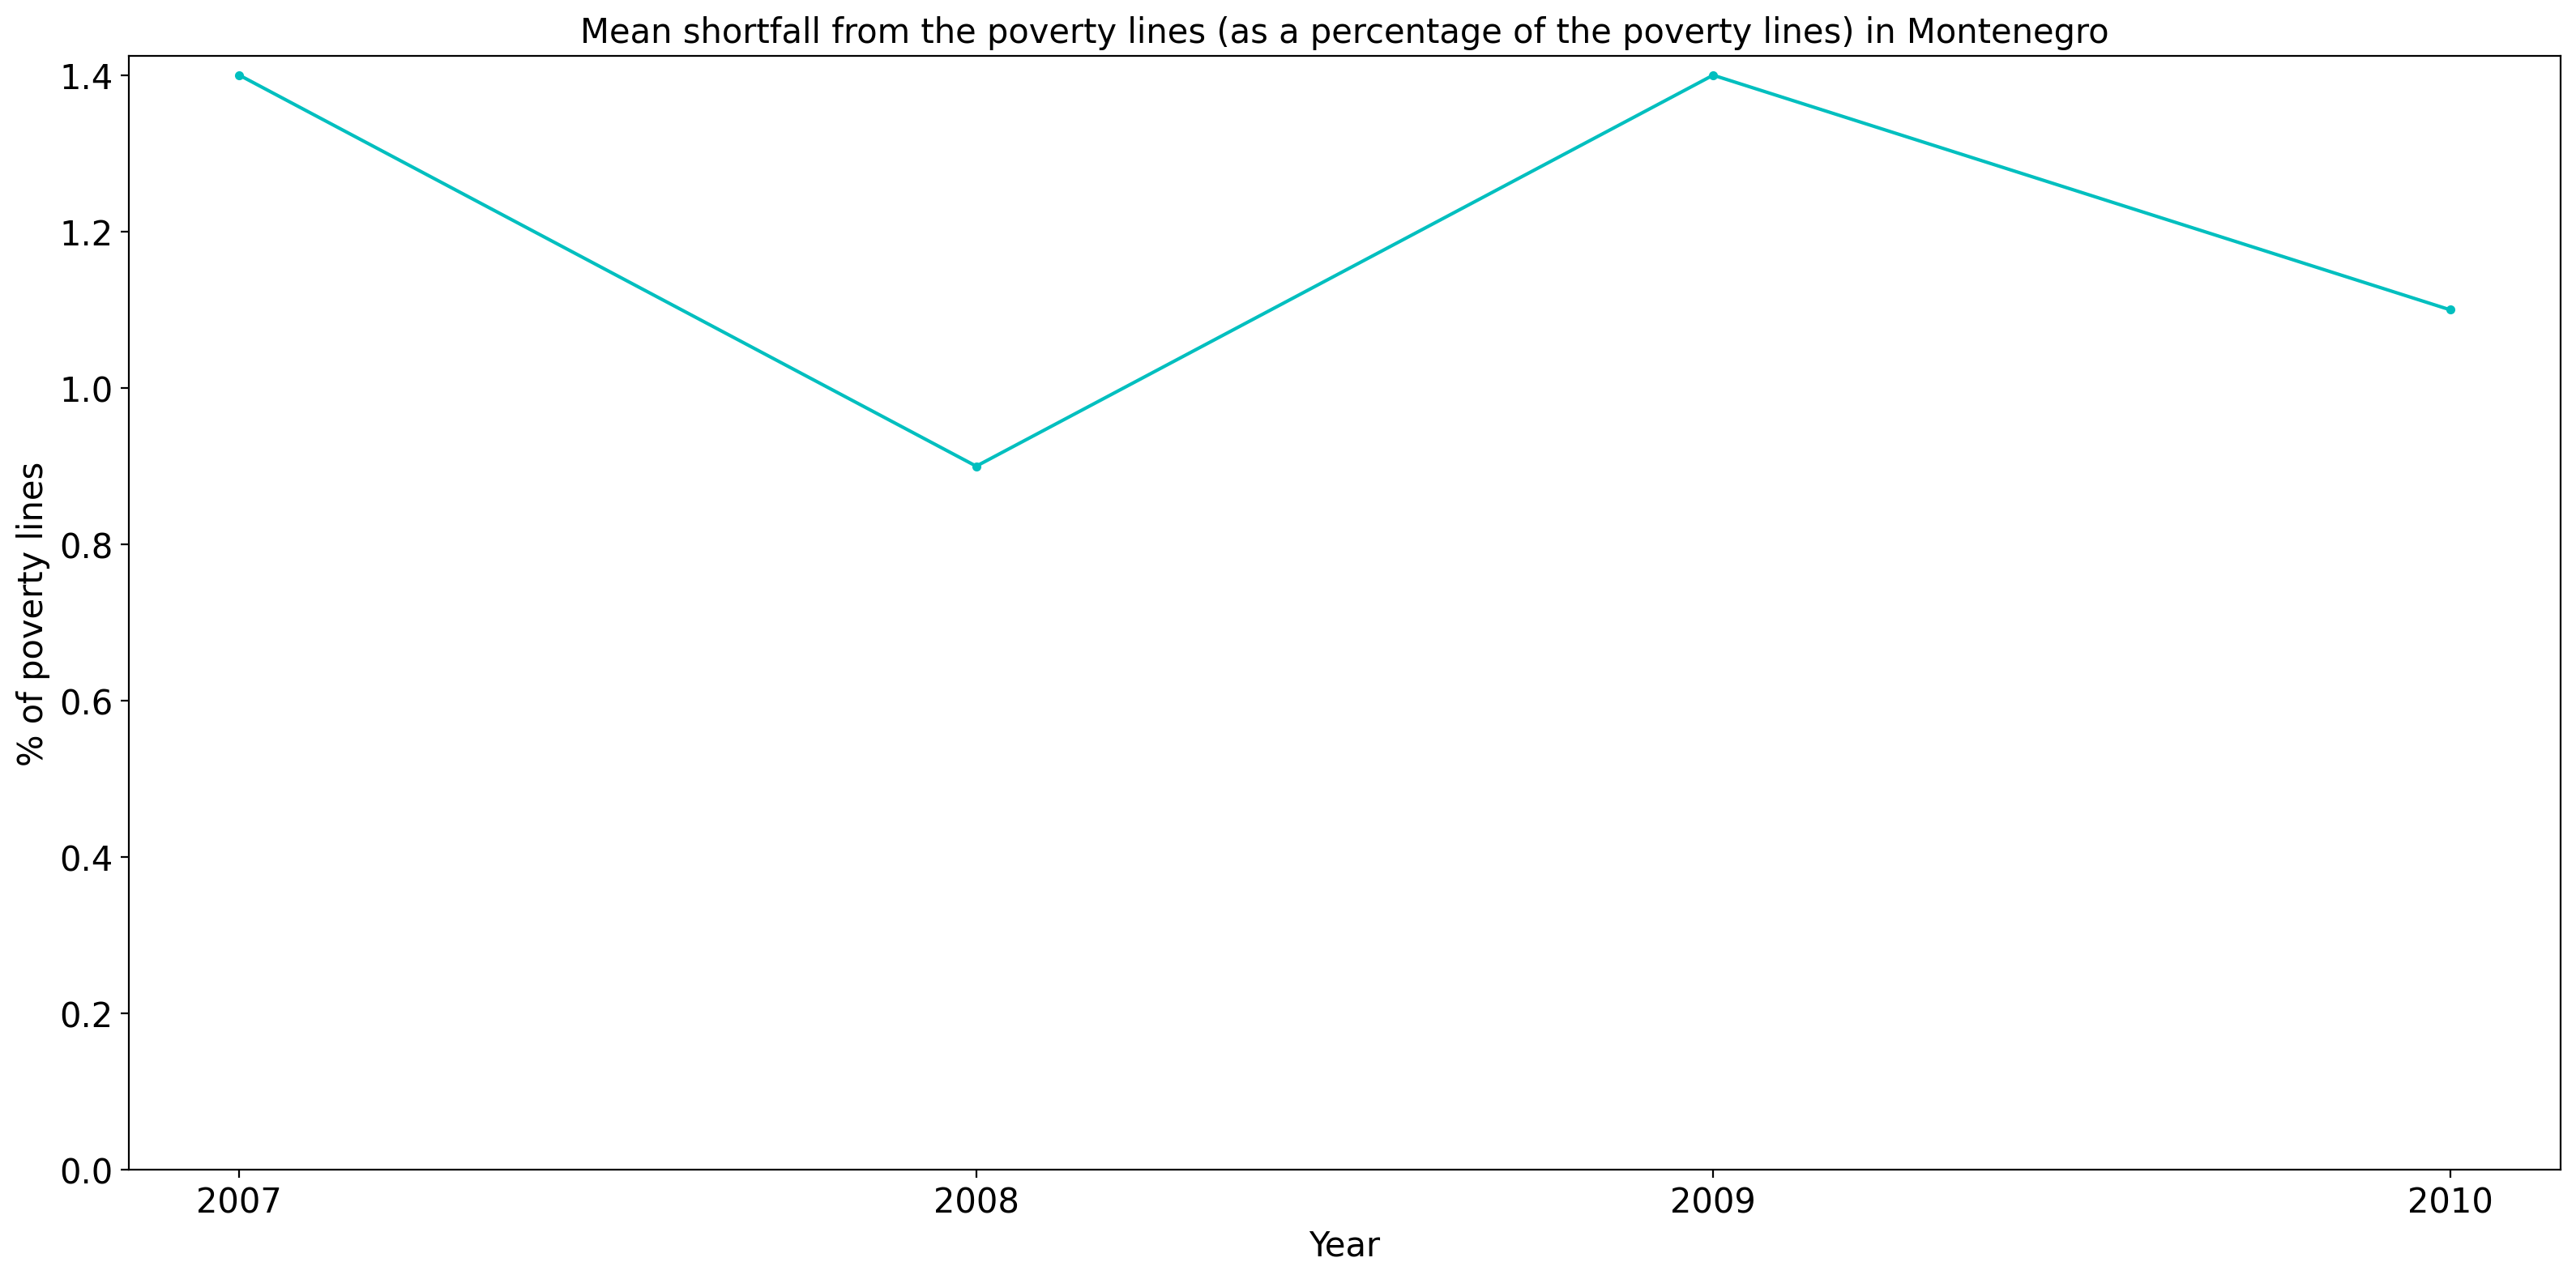 Mean shortfall from the poverty lines (as a percentage of the poverty lines) in Montenegro
1.4
1.2
1.0
0.8
0.6
0.4
0.2
0.0
% of poverty lines
2007 2008 2009 2010
Year